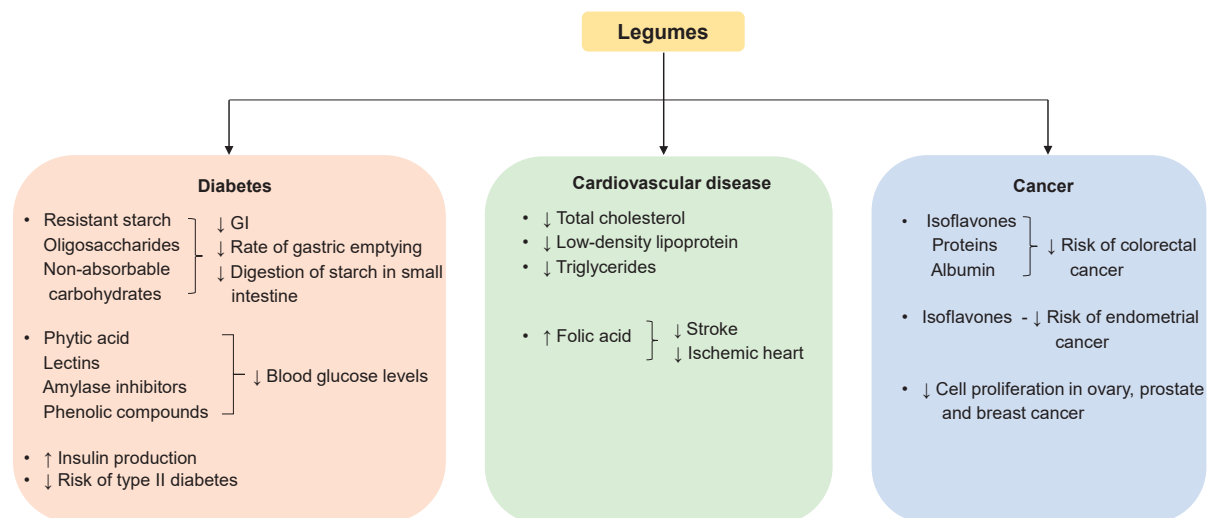 Legumes
Diabetes
• Resistant starch
Oligosaccharides
Non-absorbable
carbohydrates
↓ GI
↓ Rate of gastric emptying
↓ Digestion of starch in small
intestine
• Phytic acid
Lectins
Amylase inhibitors
Phenolic compounds
↓ Blood glucose levels
• ↑ Insulin production
• ↓ Risk of type II diabetes
Cardiovascular disease
• ↓ Total cholesterol
• ↓ Low-density lipoprotein
• ↓ Triglycerides
• ↑ Folic acid
↓ Stroke
↓ Ischemic heart
Cancer
• Isoflavones
Proteins
Albumin
↓ Risk of colorectal
cancer
• Isoflavones - ↓ Risk of endometrial
cancer
• ↓ Cell proliferation in ovary, prostate
and breast cancer